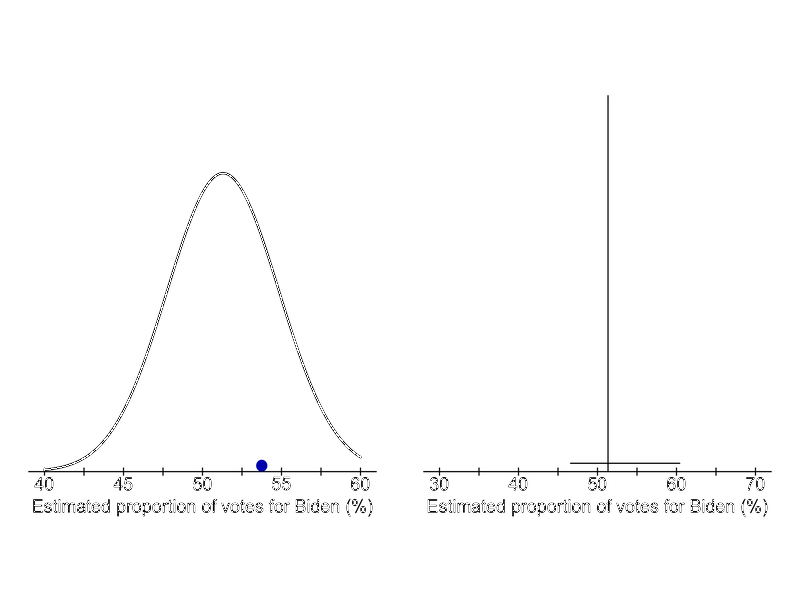 40 45 50 55 60
Estimated proportion of votes for Biden (%)
30 40 50 60 70
Estimated proportion of votes for Biden (%)